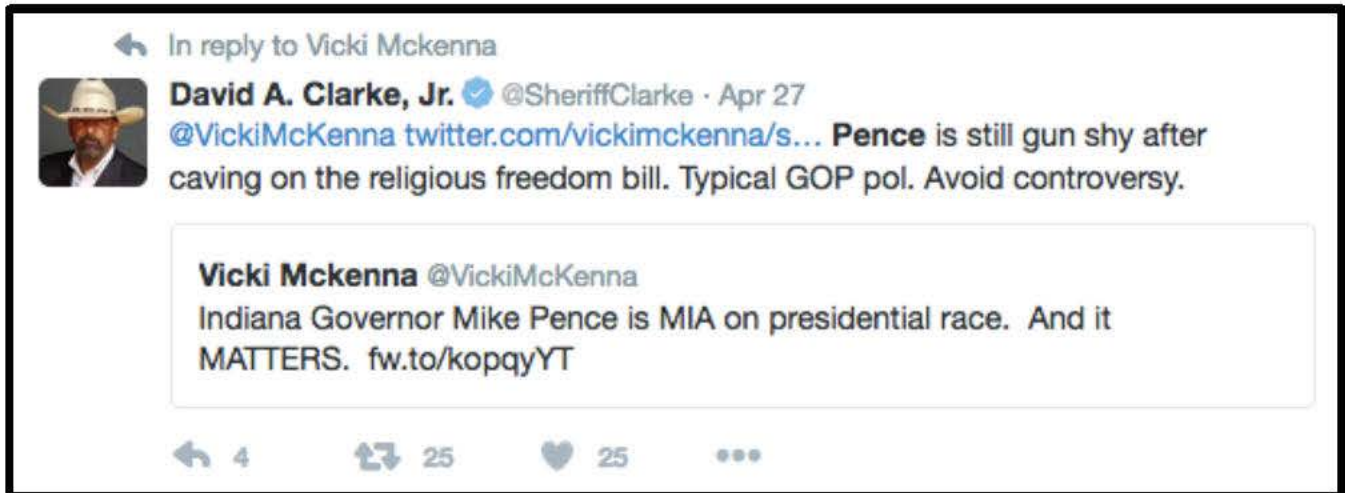 In reply to Vicki Mckenna
David A. Clarke, Jr. @SheriffClarke · Apr 27
@VickiMcKenna twitter.com/vickimckenna/s... Pence is still gun shy after
caving on the religious freedom bill. Typical GOP pol. Avoid controversy.
Vicki Mckenna @VickiMcKenna
Indiana Governor Mike Pence is MIA on presidential race. And it
MATTERS. fw.to/kopqyYT
4 25 25